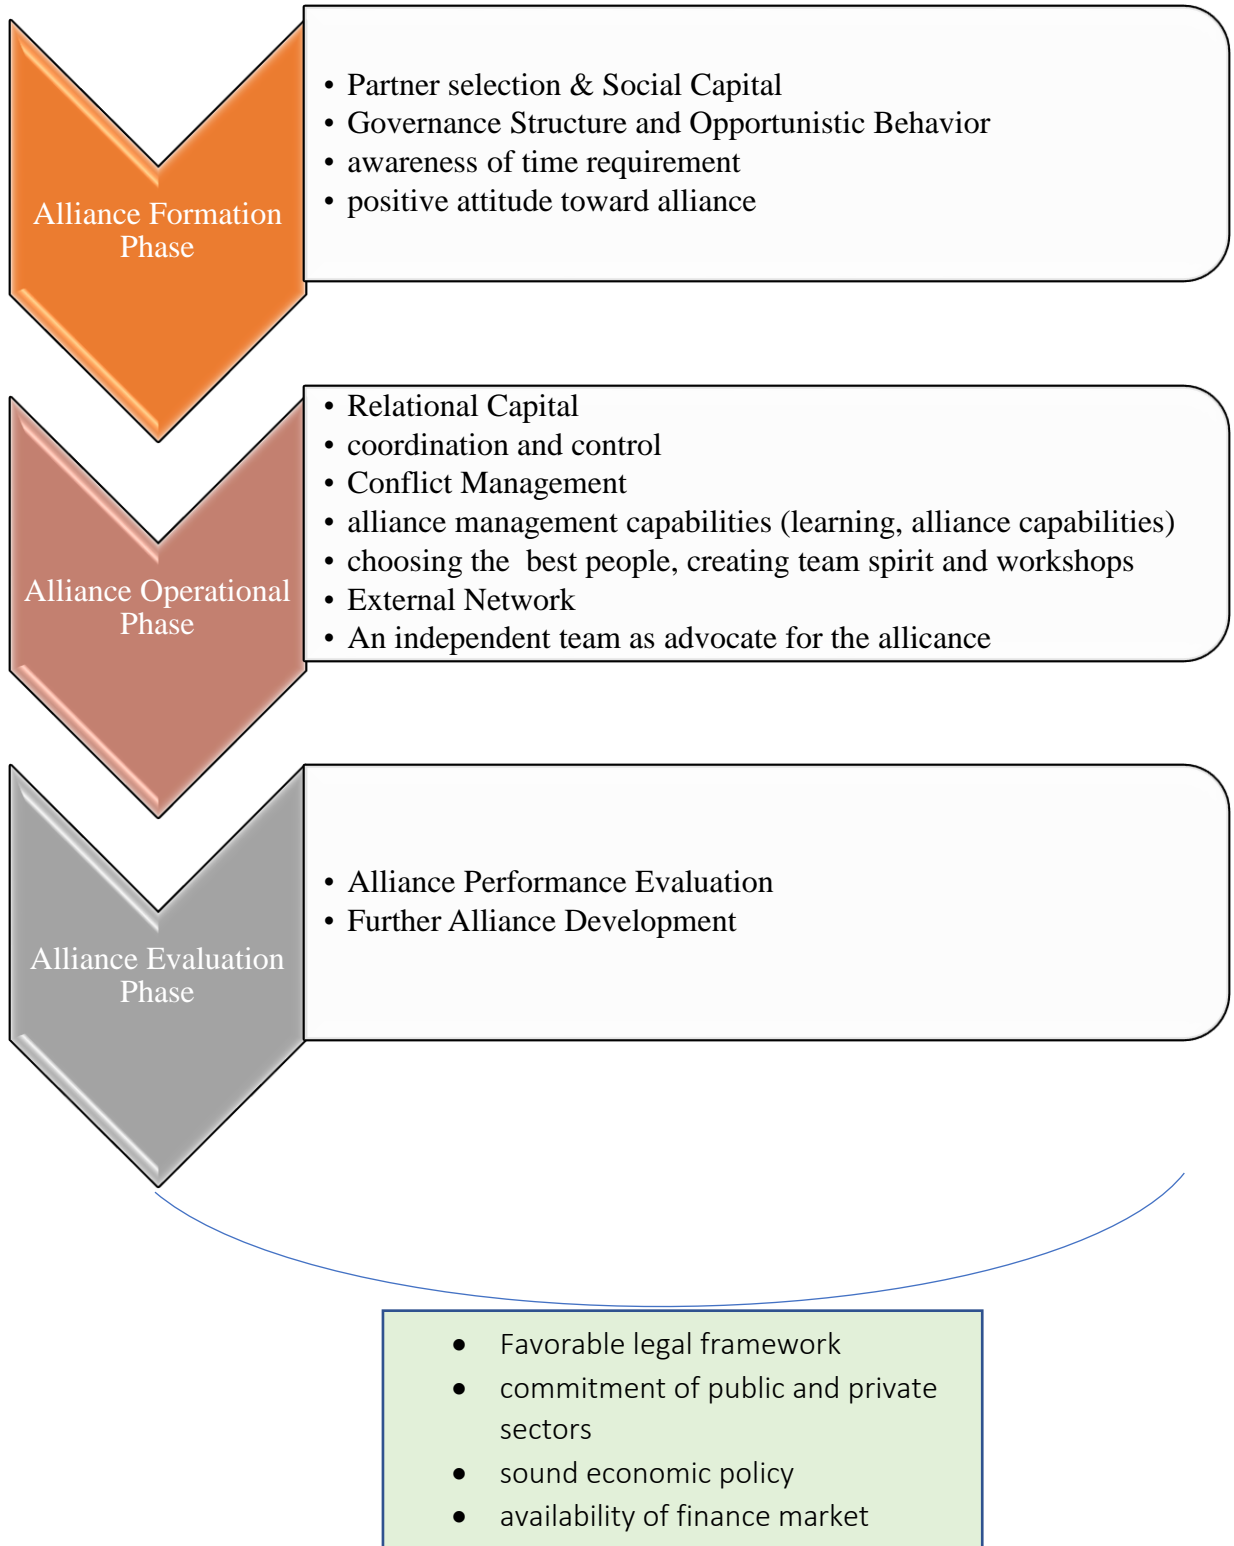 Alliance Formation
Phase
• Partner selection & Social Capital
• Governance Structure and Opportunistic Behavior
• awareness of time requirement
• positive attitude toward alliance
Alliance Operational
Phase
• Relational Capital
• coordination and control
• Conflict Management
• alliance management capabilities (learning, alliance capabilities)
• choosing the best people, creating team spirit and workshops
• External Network
• An independent team as advocate for the allicance
Alliance Evaluation
Phase
• Alliance Performance Evaluation
• Further Alliance Development
• Favorable legal framework
• commitment of public and private
sectors
• sound economic policy
• availability of finance market